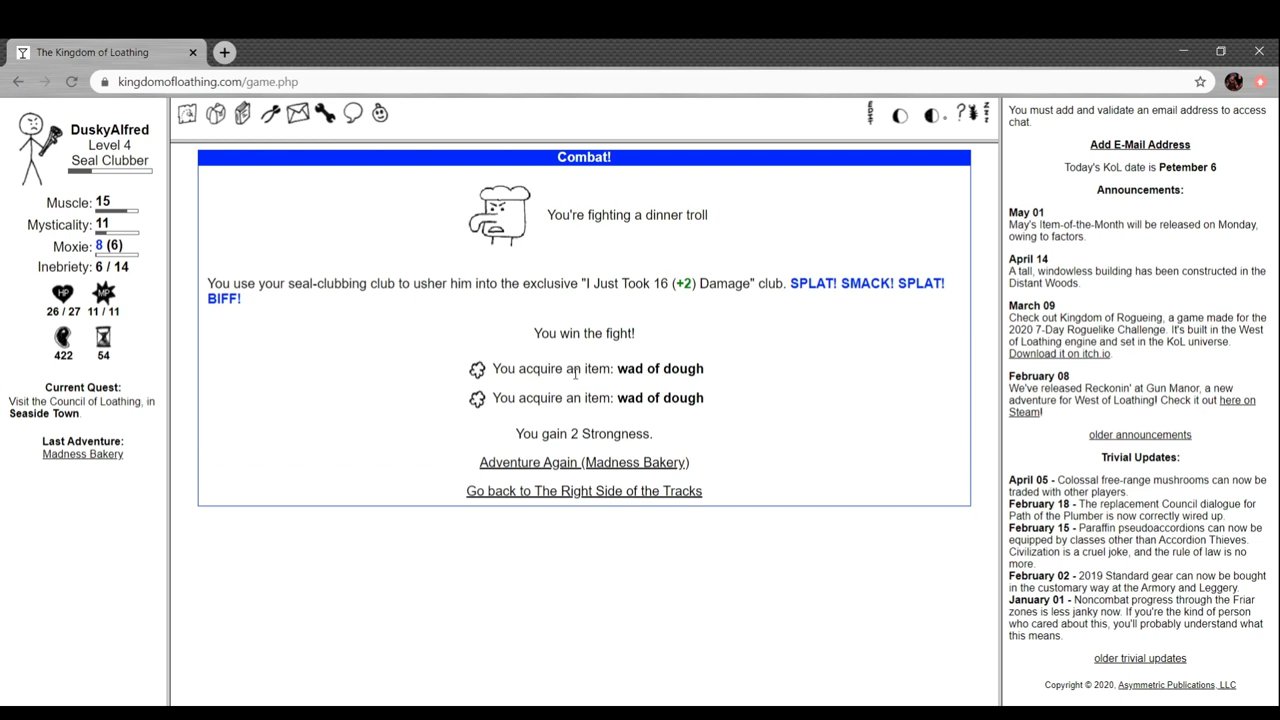 The Kingdom of Loathing
kingdomofloathing.com/game.php
DuskyAlfred
Level 4
Seal Clubber
Muscle: 15
Mysticality: 11
Moxie: 8 (6)
Inebriety: 6 / 14
HP MP
26 / 27 11 / 11
422 54
Current Quest:
Visit the Council of Loathing, in
Seaside Town.
Last Adventure:
Madness Bakery
Combat!
You're fighting a dinner troll
You use your seal-clubbing club to usher him into the exclusive "I Just Took 16 (+2) Damage" club. SPLAT! SMACK! SPLAT!
BIFF!
You win the fight!
You acquire an item: wad of dough
You acquire an item: wad of dough
You gain 2 Strongness.
Adventure Again (Madness Bakery)
Go back to The Right Side of the Tracks
You must add and validate an email address to access
chat.
Add E-Mail Address
Today's KoL date is Petember 6
Announcements:
May 01
May's Item-of-the-Month will be released on Monday,
owing to factors.
April 14
A tall, windowless building has been constructed in the
Distant Woods.
March 09
Check out Kingdom of Rogueing, a game made for the
2020 7-Day Roguelike Challenge. It's built in the West
of Loathing engine and set in the KoL universe.
Download it on itch.io.
February 08
We've released Reckonin' at Gun Manor, a new
adventure for West of Loathing! Check it out here on
Steam!
older announcements
Trivial Updates:
April 05 - Colossal free-range mushrooms can now be
traded with other players.
February 18 - The replacement Council dialogue for
Path of the Plumber is now correctly wired up.
February 15 - Paraffin pseudoaccordions can now be
equipped by classes other than Accordion Thieves.
Civilization is a cruel joke, and the rule of law is no
more.
February 02 - 2019 Standard gear can now be bought
in the customary way at the Armory and Leggery.
January 01 - Noncombat progress through the Friar
zones is less janky now. If you're the kind of person
who cared about this, you'll probably understand what
this means.
older trivial updates
Copyright © 2020, Asymmetric Publications, LLC